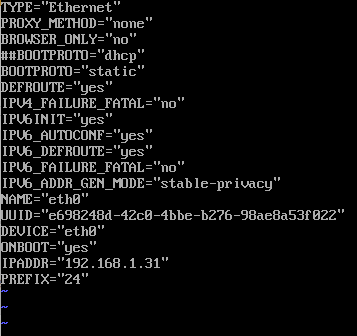 TYPE="Ethernet"
PROXY_METHOD="none"
BROWSER_ONLY="no"
##BOOTPROTO="dhcp"
BOOTPROTO="static"
DEFROUTE="yes"
IPV4_FAILURE_FATAL="no"
IPV6INIT="yes"
IPV6_AUTOCONF="yes"
IPV6_DEFROUTE="yes"
IPV6_FAILURE_FATAL="no"
IPV6_ADDR_GEN_MODE="stable-privacy"
NAME="eth0"
UUID="e698248d-42c0-4bbe-b276-98ae8a53f022"
DEVICE="eth0"
ONBOOT="yes"
IPADDR="192.168.1.31"
PREFIX="24"
~
~
~